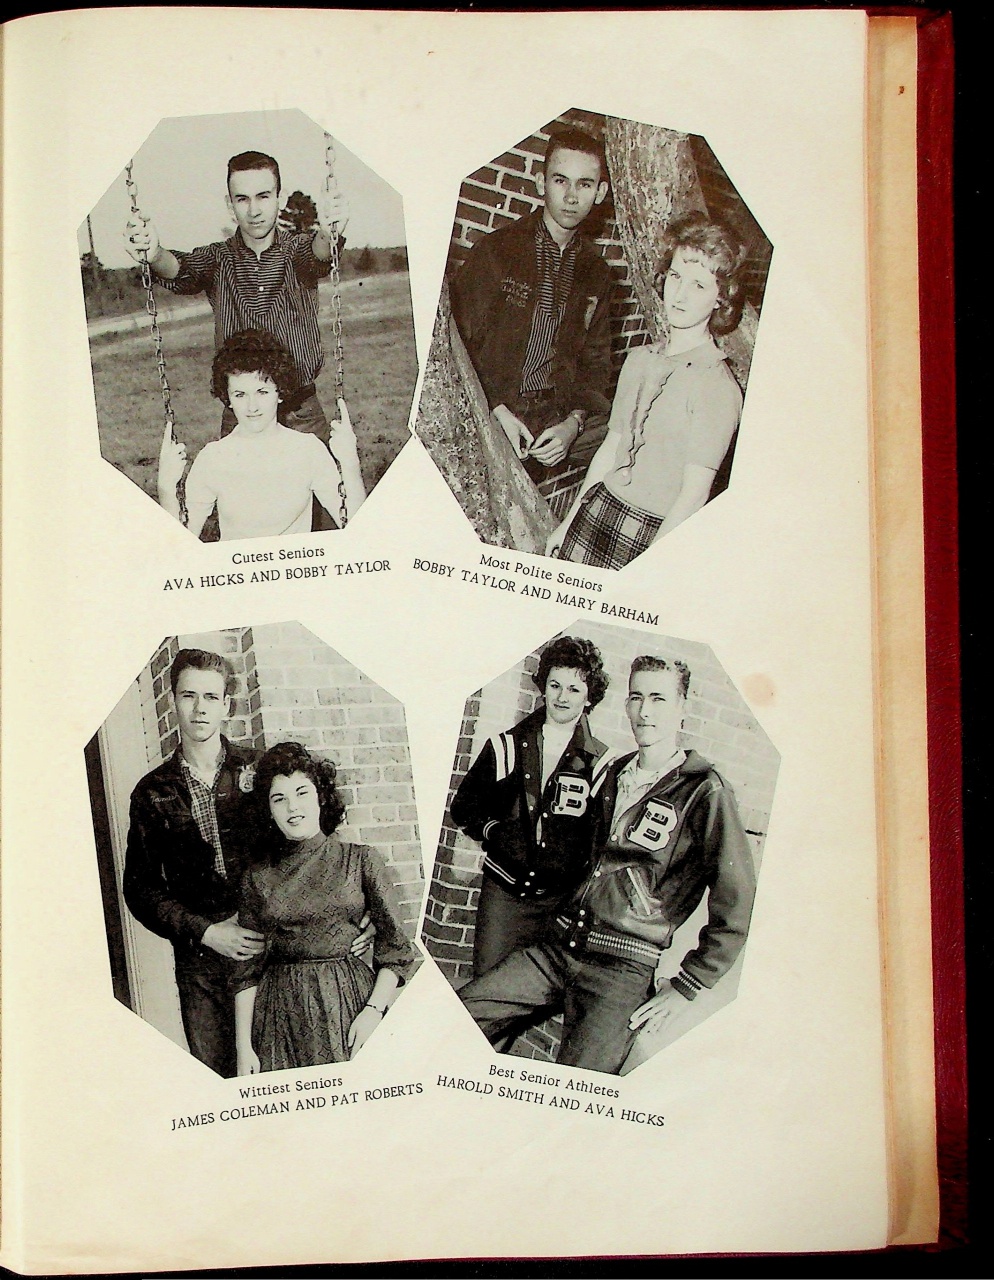 Cutest Seniors
AVA HICKS AND BOBBY TAYLOR
Most Polite Seniors
BOBBY TAYLOR AND MARY BARHAM
B
B
Wittiest Seniors
JAMES COLEMAN AND PAT ROBERTS
Best Senior Athletes
HAROLD SMITH AND AVA HICKS